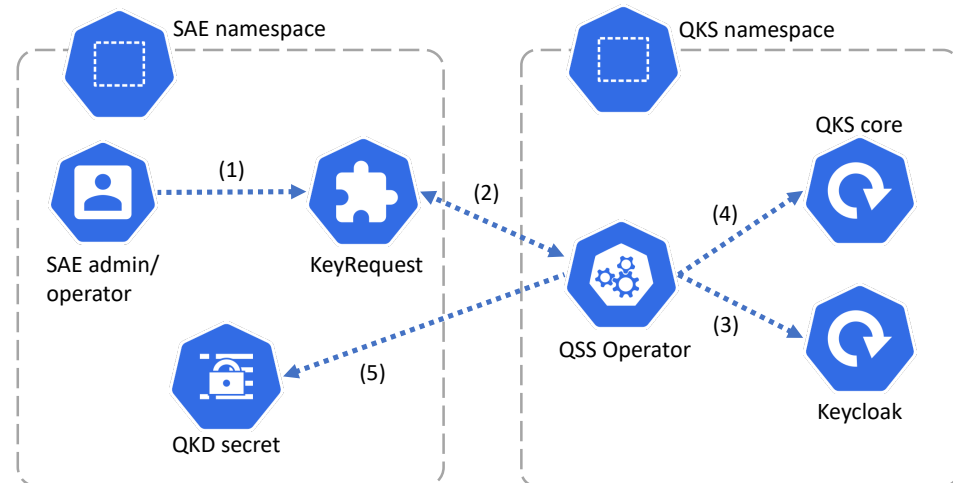 SAE namespace
QKS namespace
QKS core
(1)
(2)
(4)
SAE admin/
operator
KeyRequest
(3)
QSS Operator
(5)
Keycloak
QKD secret